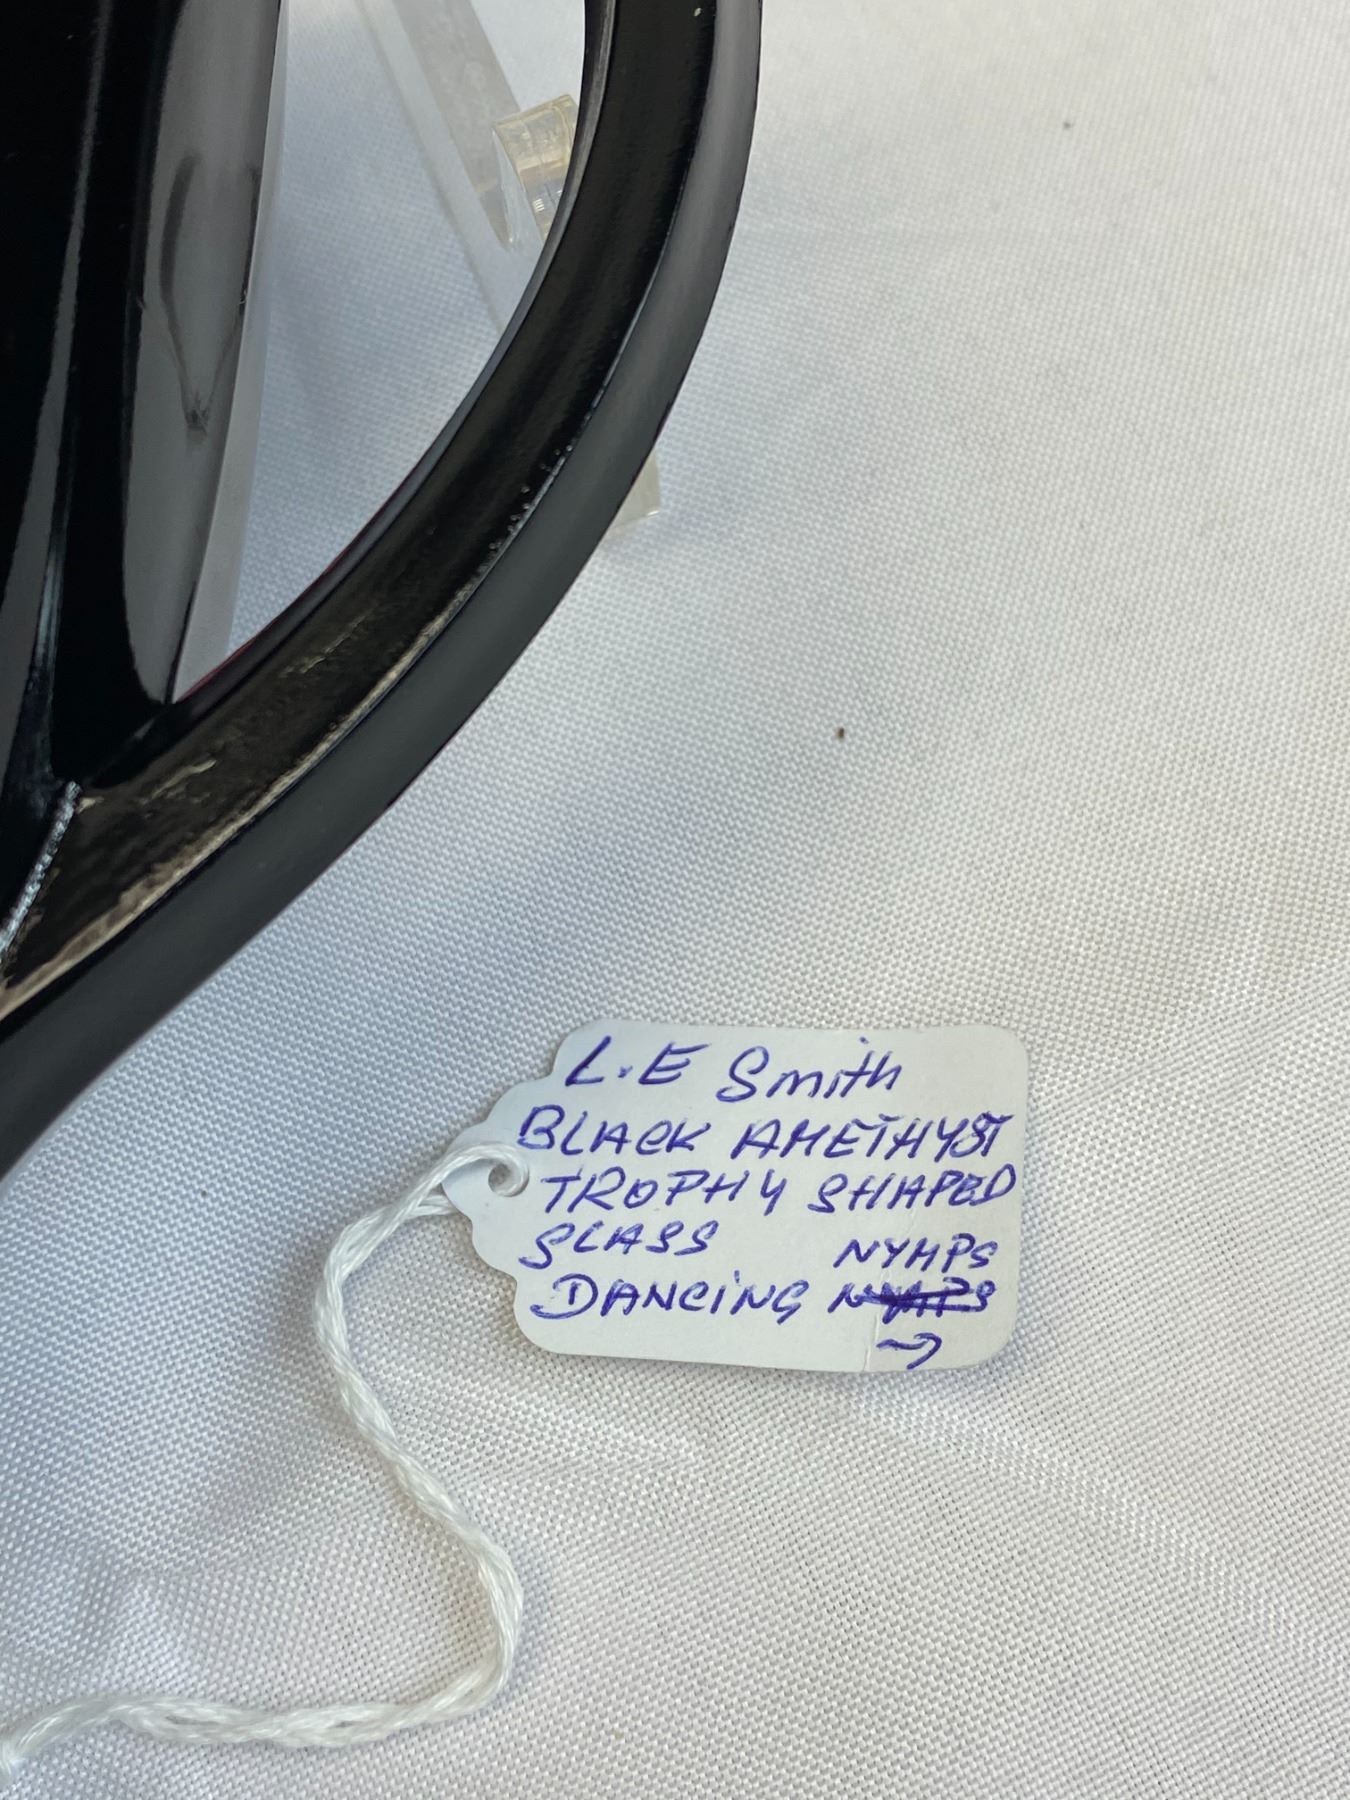 L.E Smith
BLACK AMETHYST
TROPHY SHAPED
GLASS NYMPS
DANCING
→